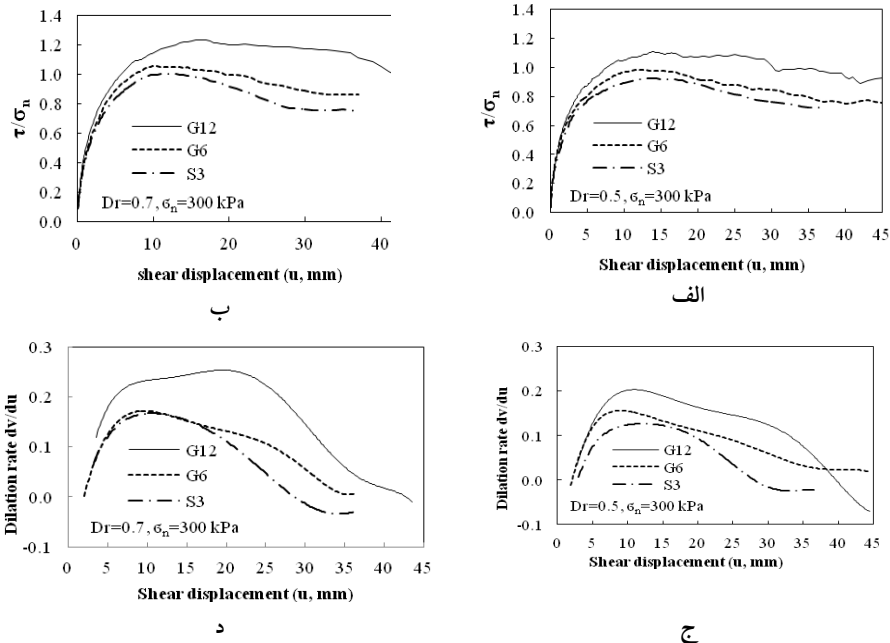 1.4
1.2
1.0
0.8
0.6
0.4
0.2
0.0
τ/σn
G12
G6
S3
Dr=0.7, σn=300 kPa
0 10 20 30 40
shear displacement (u, mm)
ب
1.4
1.2
1.0
0.8
0.6
0.4
0.2
0.0
τ/σn
G12
G6
S3
Dr=0.5, σn=300 kPa
0 5 10 15 20 25 30 35 40 45
Shear displacement (u, mm)
الف
0.3
0.2
0.1
0.0
-0.1
Dilation rate dv/du
G12
G6
S3
Dr=0.7, σn=300 kPa
0 5 10 15 20 25 30 35 40 45
Shear displacement (u, mm)
د
0.3
0.2
0.1
0.0
-0.1
Dilation rate dv/du
G12
G6
S3
Dr=0.5, σn=300 kPa
0 5 10 15 20 25 30 35 40 45
Shear displacement (u, mm)
ج